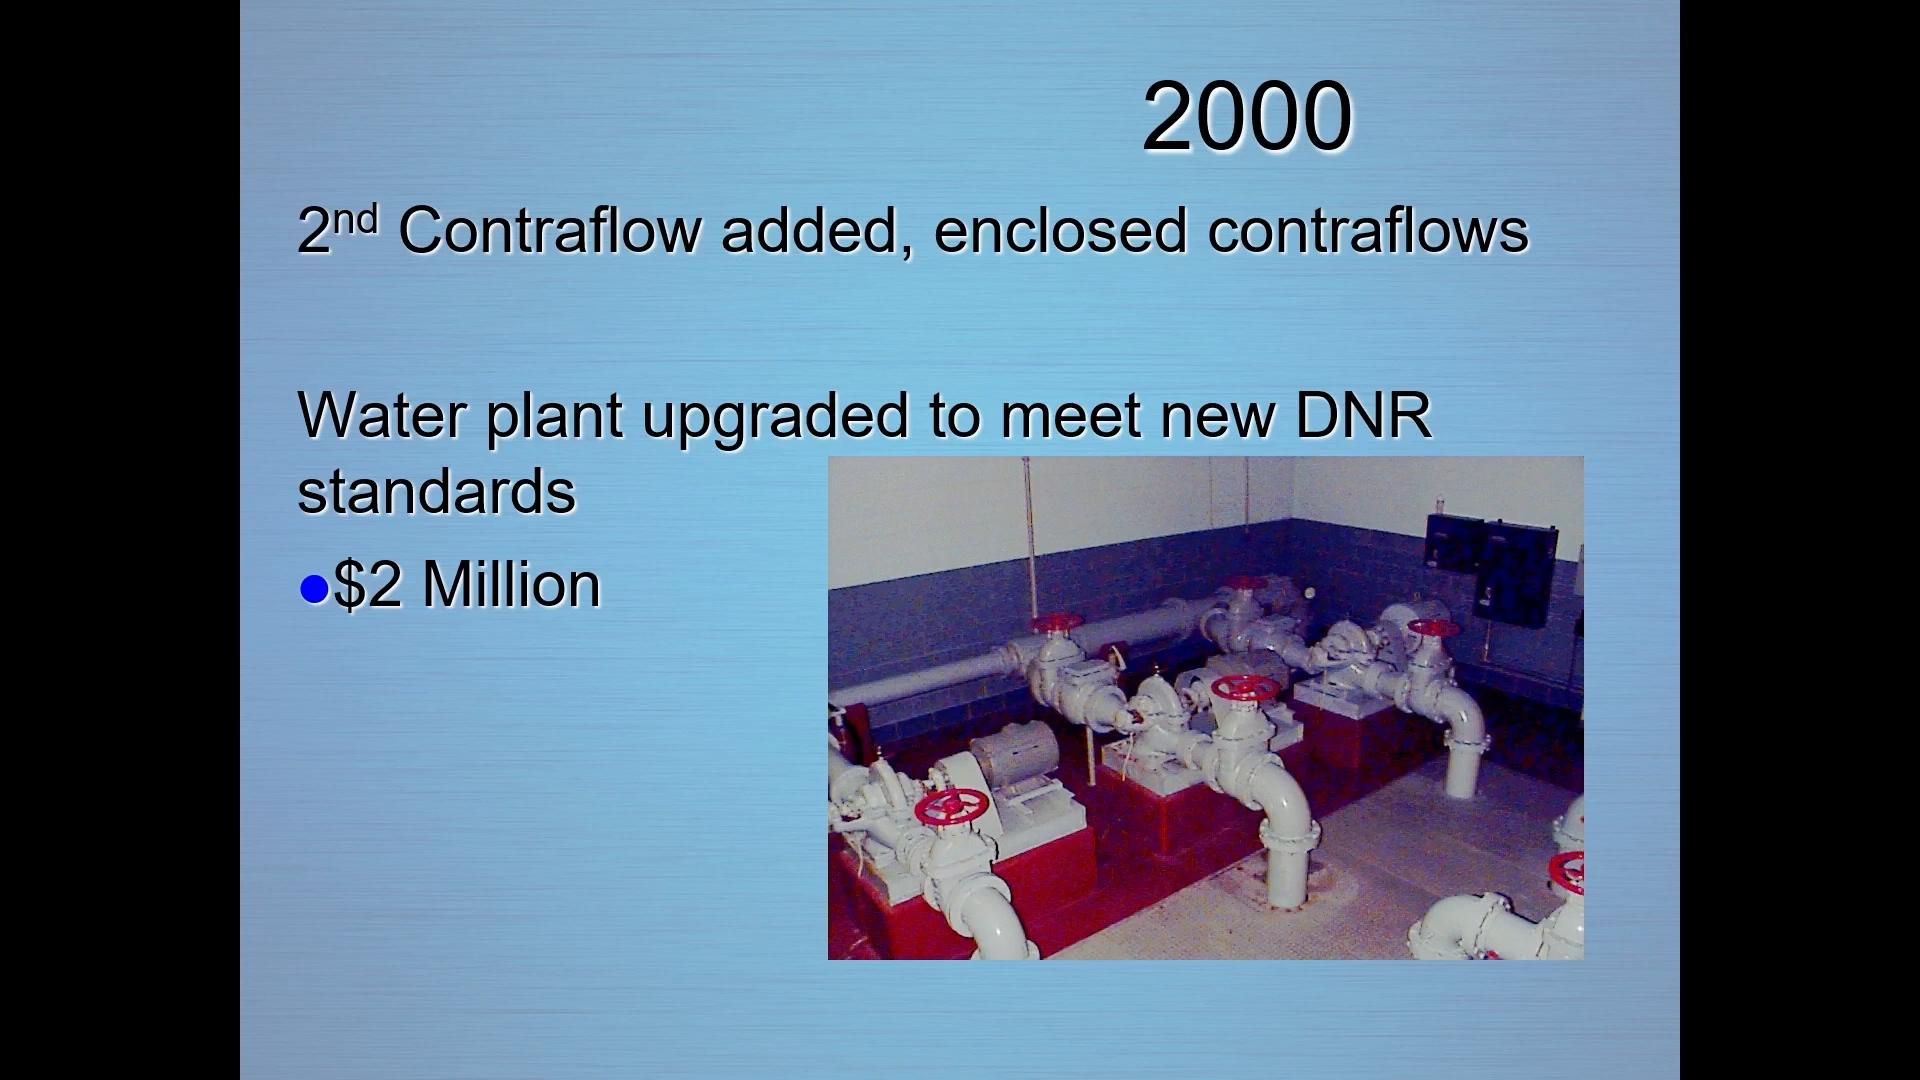 2000
2nd Contraflow added, enclosed contraflows
Water plant upgraded to meet new DNR
standards
●$2 Million